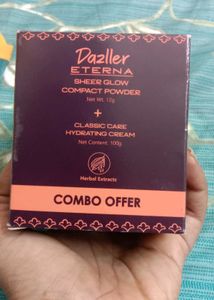 Dazller
ETERNA
SHEER GLOW
COMPACT POWDER
Net Wt. 12g
+
CLASSIC CARE
HYDRATING CREAM
Net Content: 100g
Herbal Extracts
COMBO OFFER